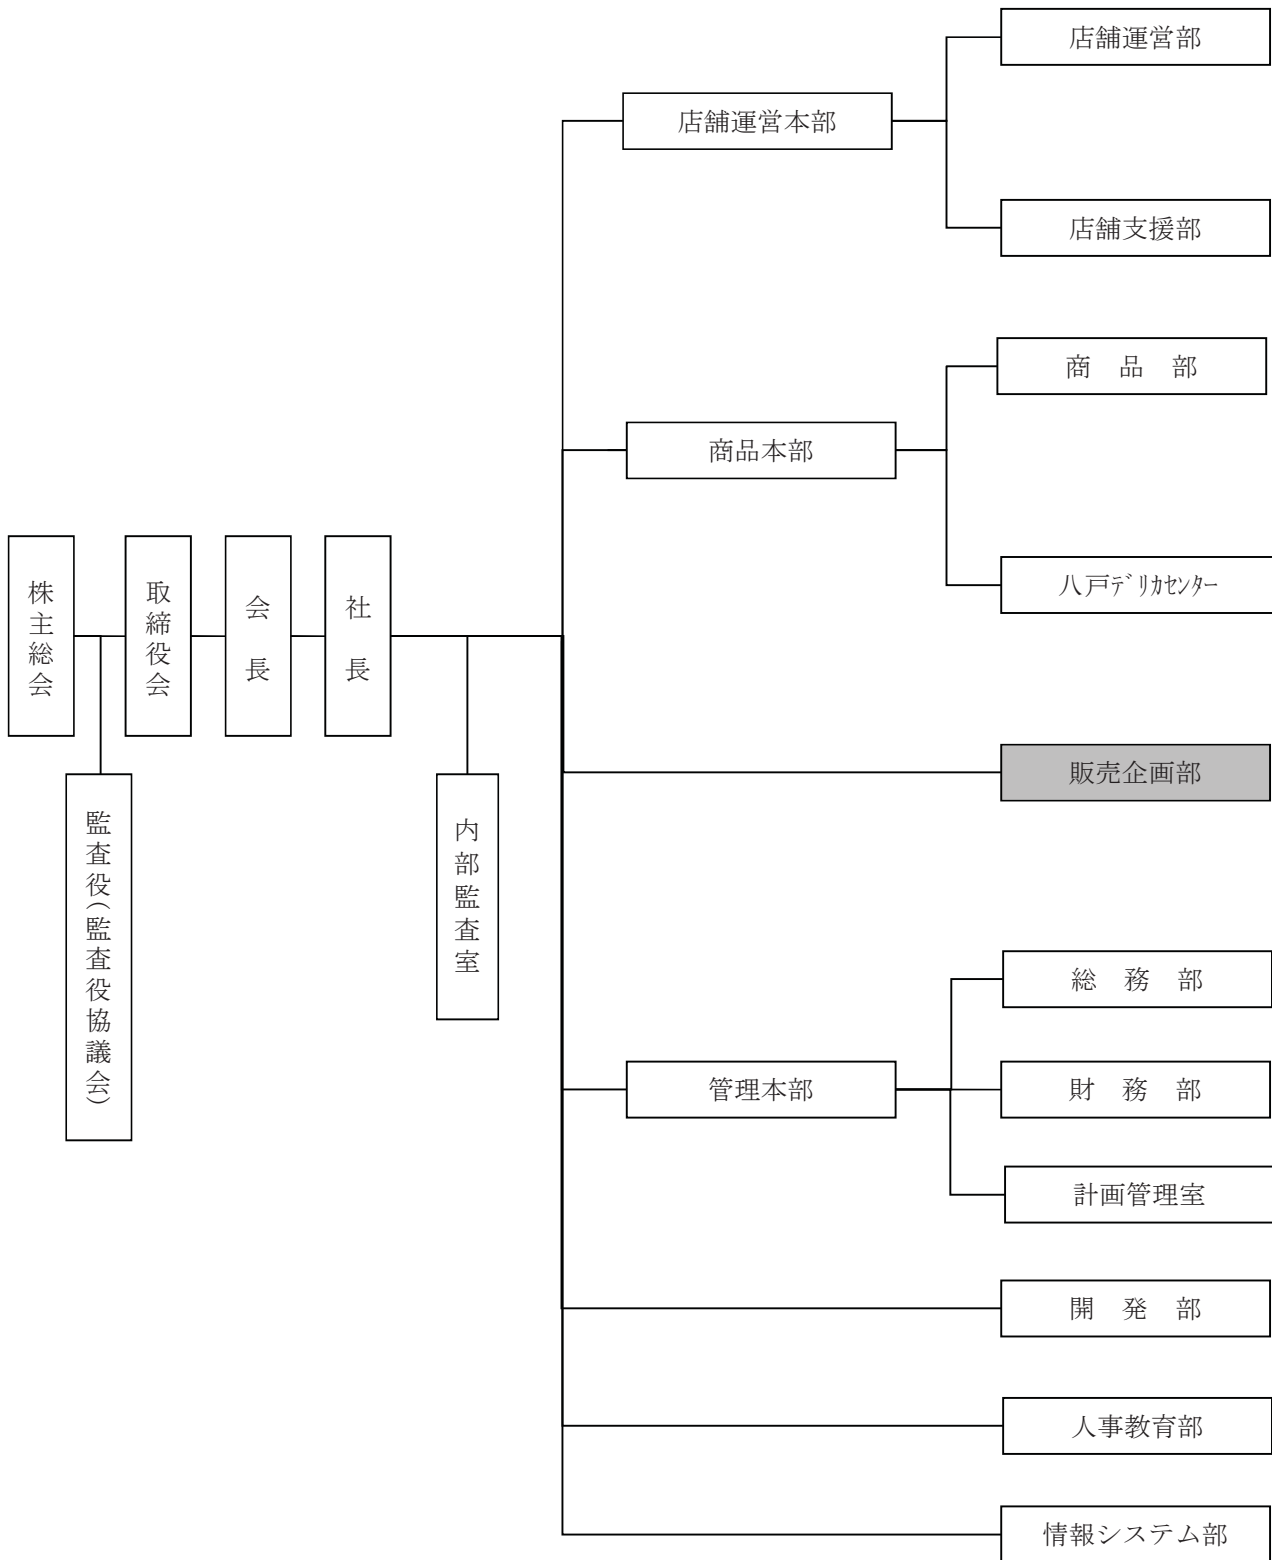 店舗運営部
店舗運営本部
店舗支援部
商　品　部
商品本部
八戸ﾃﾞﾘｶｾﾝﾀｰ
株主総会
取締役会
会　長
社　長
販売企画部
監査役（監査役協議会）
内部監査室
総　務　部
管理本部
財　務　部
計画管理室
開　発　部
人事教育部
情報システム部